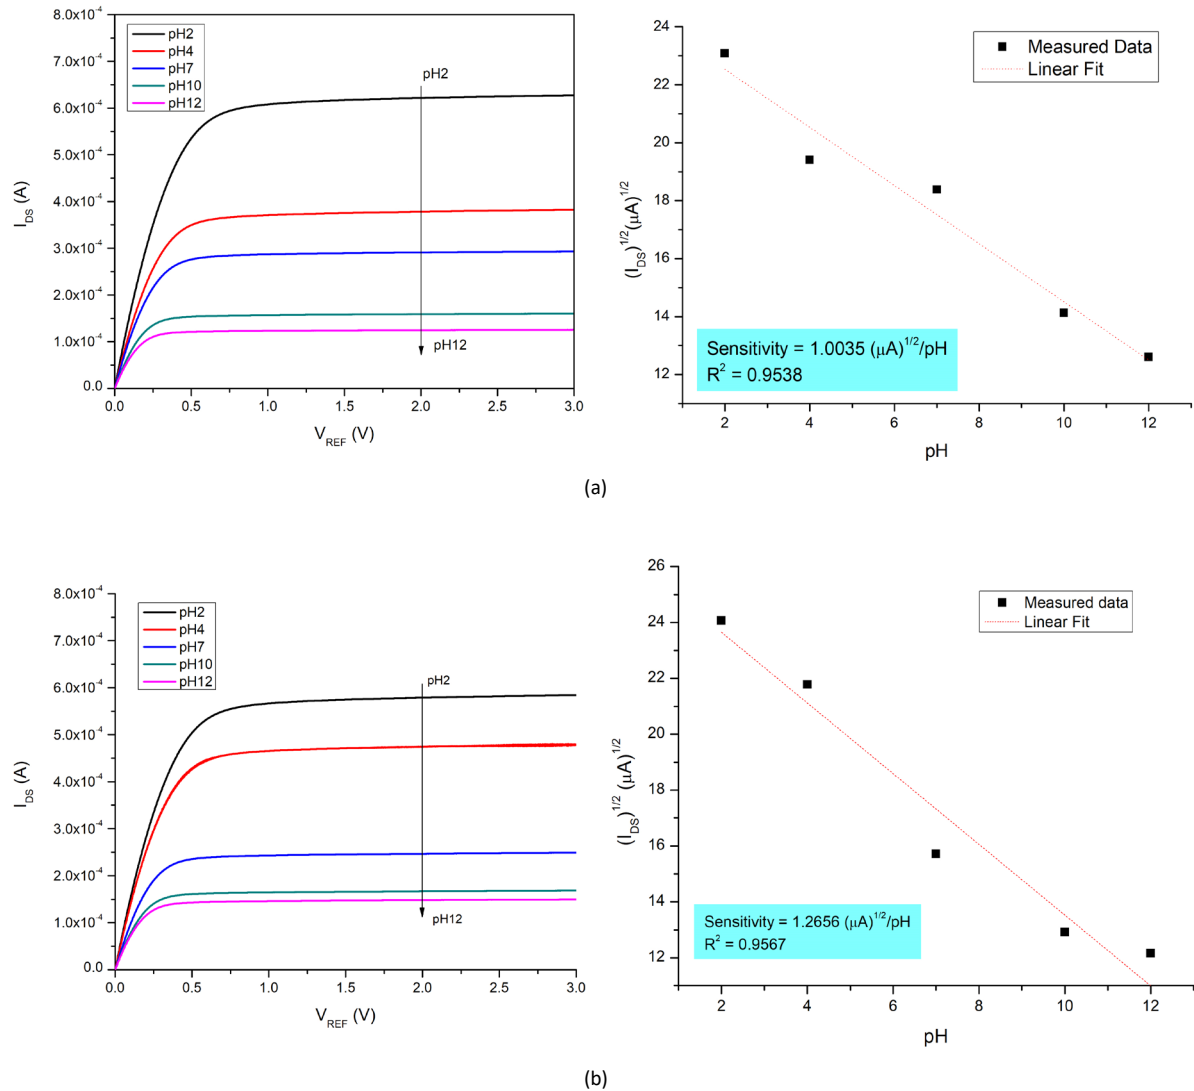 8.0x10⁻⁴
7.0x10⁻⁴
6.0x10⁻⁴
5.0x10⁻⁴
4.0x10⁻⁴
3.0x10⁻⁴
2.0x10⁻⁴
1.0x10⁻⁴
0.0
I_DS (A)
pH2
pH4
pH7
pH10
pH12
pH2
pH12
0.0 0.5 1.0 1.5 2.0 2.5 3.0
V_REF (V)
24
23
22
20
18
16
14
12
(I_DS)^1/2 (μA)^1/2
Measured Data
Linear Fit
Sensitivity = 1.0035 (μA)^1/2/pH
R² = 0.9538
2 4 6 8 10 12
pH
(a)
8.0x10⁻⁴
7.0x10⁻⁴
6.0x10⁻⁴
5.0x10⁻⁴
4.0x10⁻⁴
3.0x10⁻⁴
2.0x10⁻⁴
1.0x10⁻⁴
0.0
I_DS (A)
pH2
pH4
pH7
pH10
pH12
pH2
pH12
0.0 0.5 1.0 1.5 2.0 2.5 3.0
V_REF (V)
26
24
22
20
18
16
14
12
(I_DS)^1/2 (μA)^1/2
Measured data
Linear Fit
Sensitivity = 1.2656 (μA)^1/2/pH
R² = 0.9567
2 4 6 8 10 12
pH
(b)